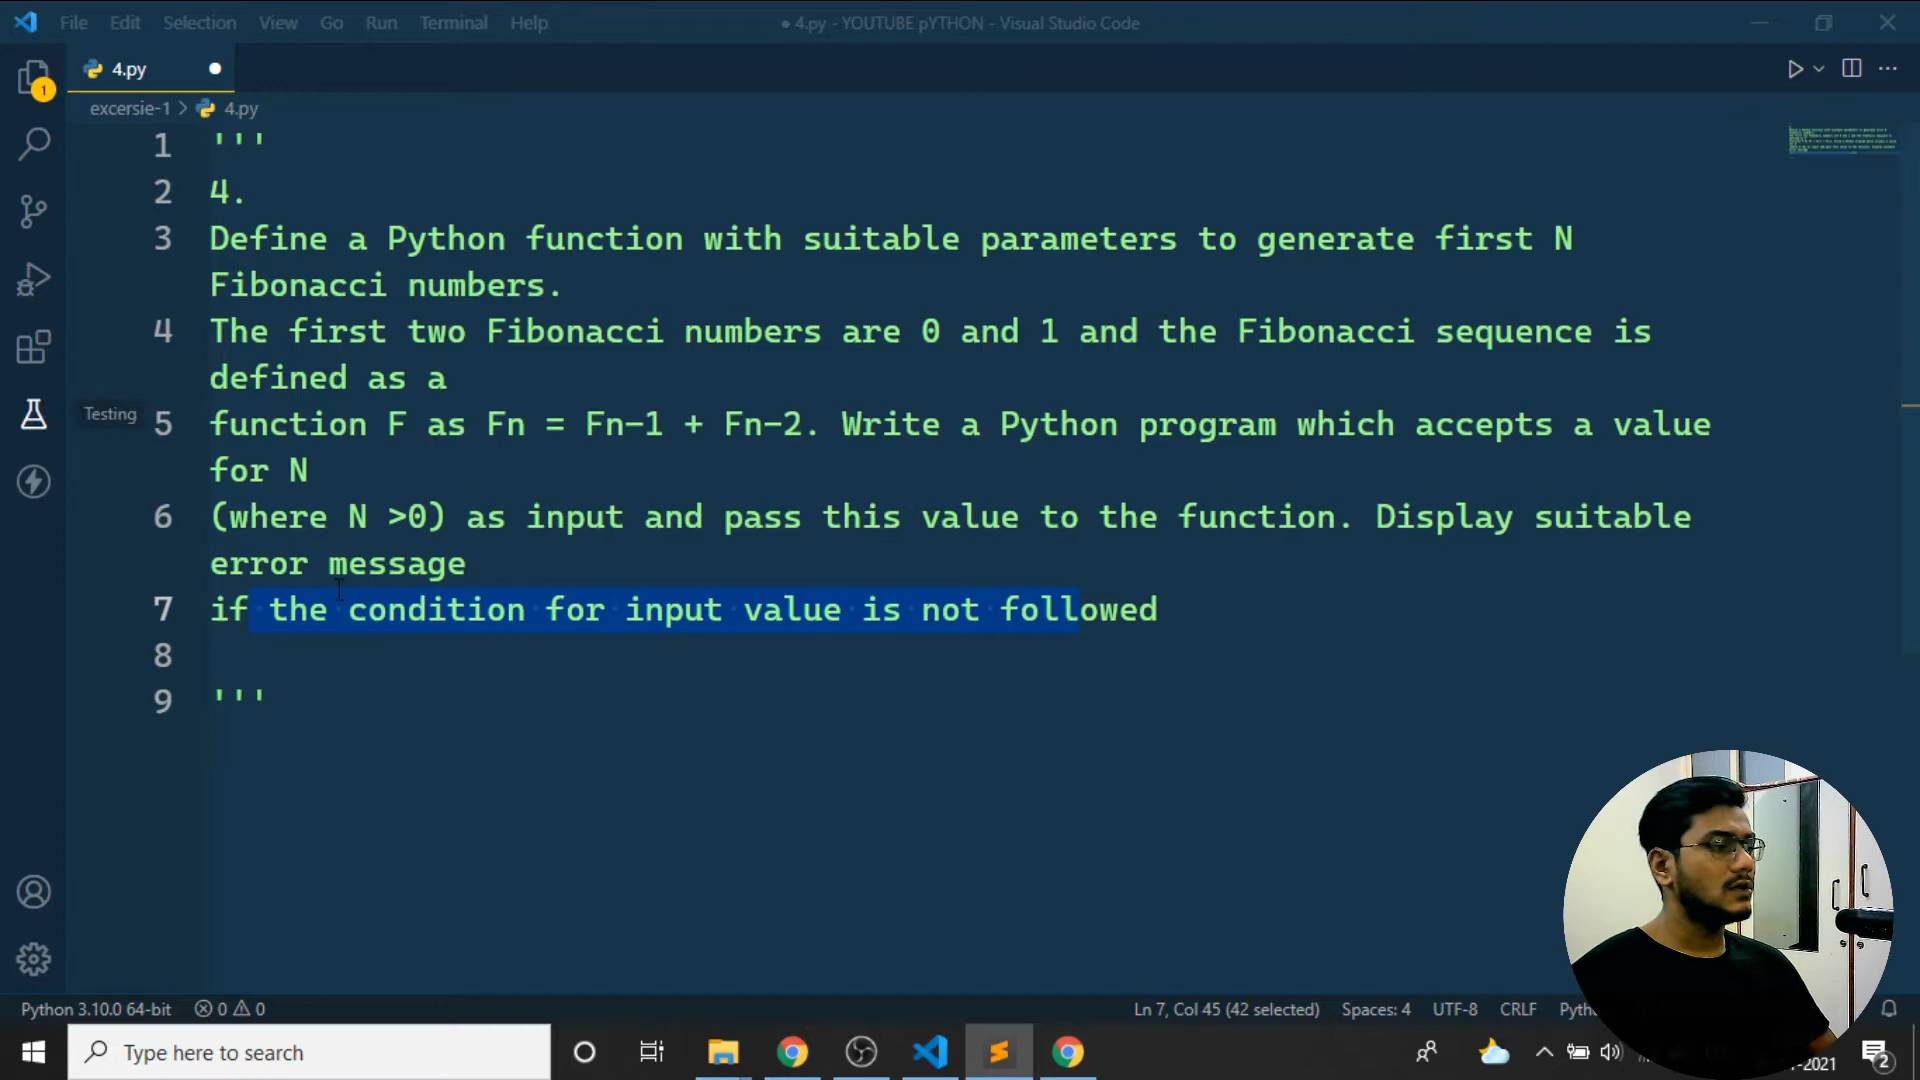 File Edit Selection View Go Run Terminal Help
● 4.py - YOUTUBE pYTHON - Visual Studio Code
4.py
excersie-1 > 4.py
1 '''
2 4.
3 Define a Python function with suitable parameters to generate first N
Fibonacci numbers.
4 The first two Fibonacci numbers are 0 and 1 and the Fibonacci sequence is
defined as a
Testing
5 function F as Fn = Fn-1 + Fn-2. Write a Python program which accepts a value
for N
6 (where N >0) as input and pass this value to the function. Display suitable
error message
7 if the condition for input value is not followed
8
9 '''
1
Python 3.10.0 64-bit 0 0
Ln 7, Col 45 (42 selected) Spaces: 4 UTF-8 CRLF
Type here to search
2021
2